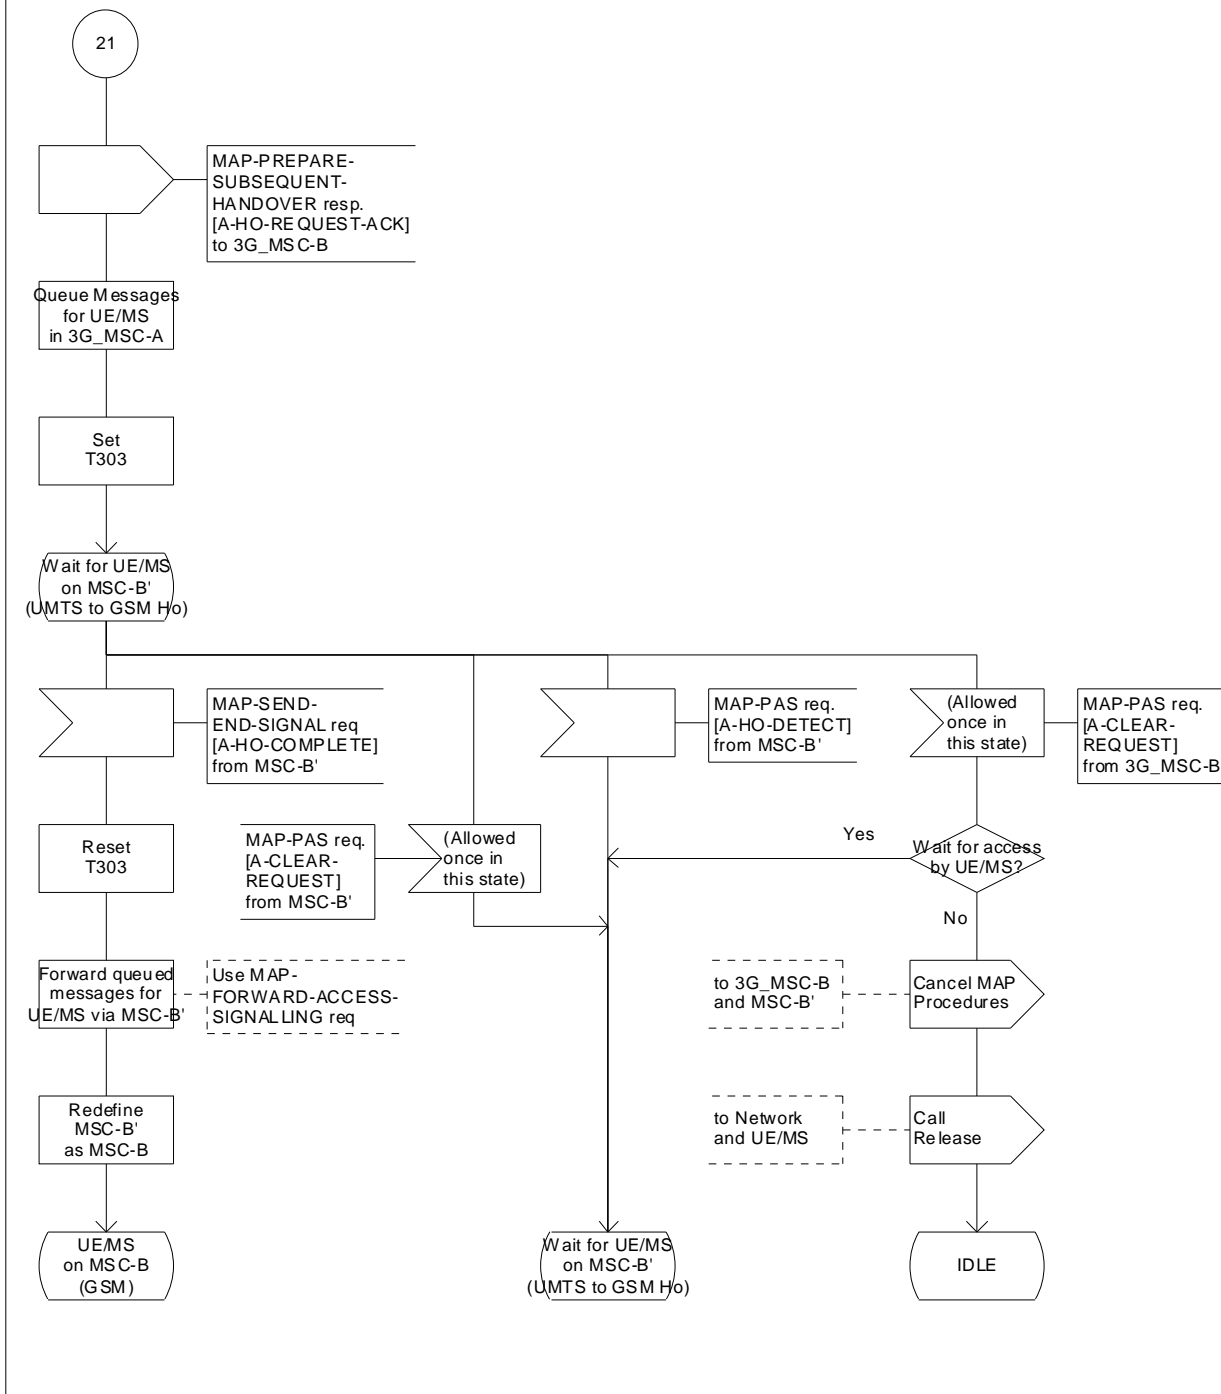 21
MAP-PREPARE-
SUBSEQUENT-
HANDOVER resp.
[A-HO-REQUEST-ACK]
to 3G_MSC-B
Queue Messages
for UE/MS
in 3G_MSC-A
Set
T303
Wait for UE/MS
on MSC-B'
(UMTS to GSM Ho)
MAP-SEND-
END-SIGNAL req
[A-HO-COMPLETE]
from MSC-B'
MAP-PAS req.
[A-HO-DETECT]
from MSC-B'
(Allowed
once in
this state)
MAP-PAS req.
[A-CLEAR-
REQUEST]
from 3G_MSC-B
Reset
T303
MAP-PAS req.
[A-CLEAR-
REQUEST]
from MSC-B'
(Allowed
once in
this state)
Yes
Wait for access
by UE/MS?
No
Forward queued
messages for
UE/MS via MSC-B'
Use MAP-
FORWARD-ACCESS-
SIGNALLING req
to 3G_MSC-B
and MSC-B'
Cancel MAP
Procedures
Redefine
MSC-B'
as MSC-B
to Network
and UE/MS
Call
Release
UE/MS
on MSC-B
(GSM)
Wait for UE/MS
on MSC-B'
(UMTS to GSM Ho)
IDLE